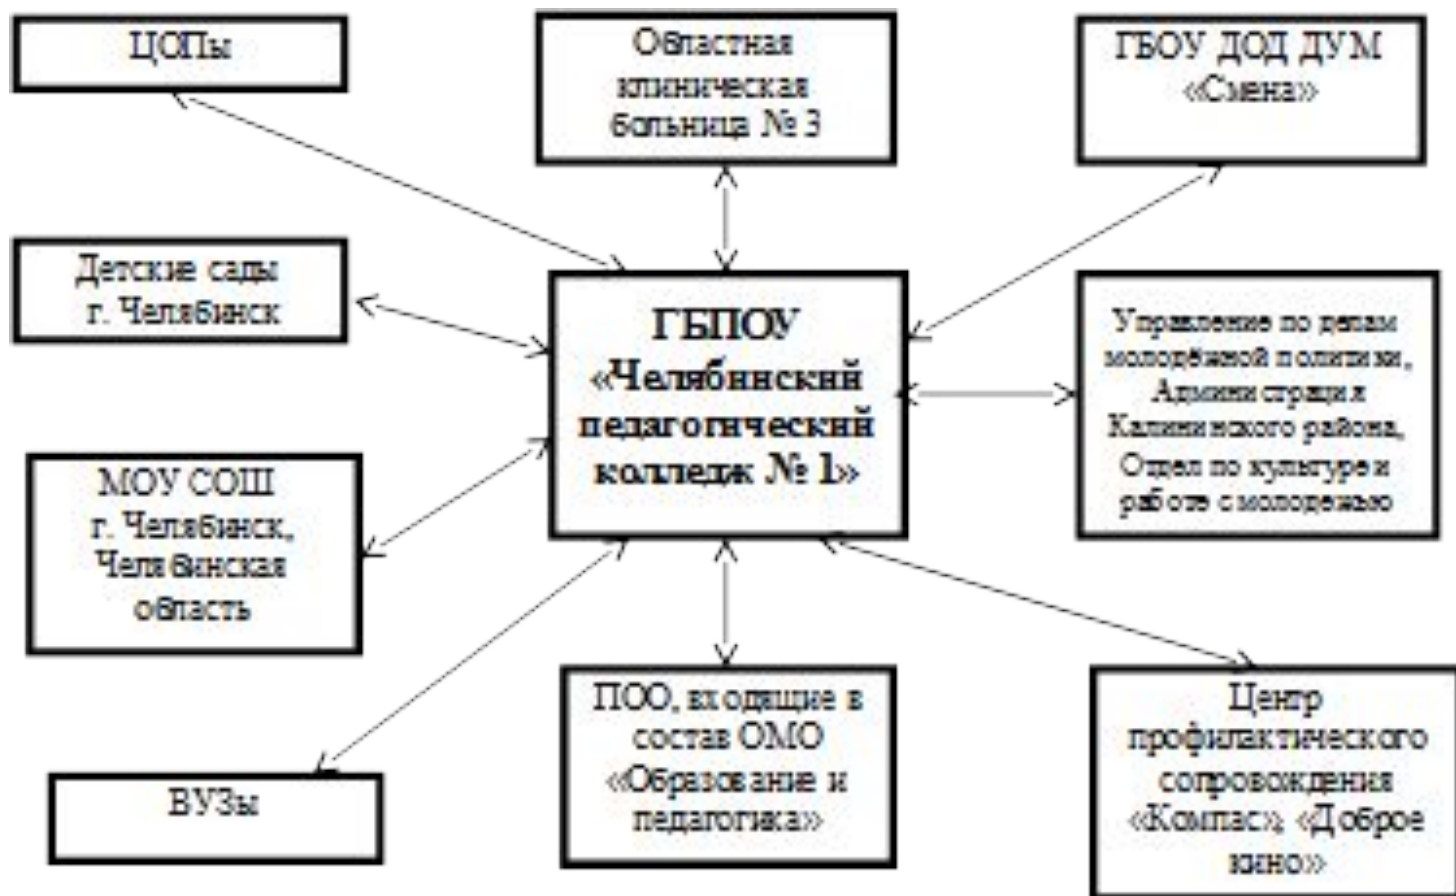 ЦОПы
Областная
клиническая
больница № 3
ГБОУ ДОД ДУМ
«Смена»
Детские сады
г. Челябинск
ГБПОУ
«Челябинский
педагогический
колледж № 1»
Управление по делам
молодёжной политики,
Администрация
Калининского района,
Отдел по культуре и
работе с молодежью
МОУ СОШ
г. Челябинск,
Челябинская
область
ВУЗы
ПОО, входящие в
состав ОМО
«Образование и
педагогика»
Центр
профилактического
сопровождения
«Компас», «Доброе
кино»